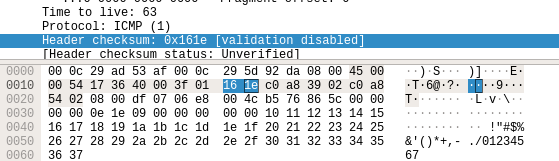 Time to live: 63
Protocol: ICMP (1)
Header checksum: 0x161e [validation disabled]
[Header checksum status: Unverified]
0000 00 0c 29 ad 53 af 00 0c 29 5d 92 da 08 00 45 00 ··)·S··· )]····E·
0010 00 54 17 36 40 00 3f 01 16 1e c0 a8 39 02 c0 a8 ·T·6@·?· ····9···
0020 54 02 08 00 df 07 06 e8 00 4c b5 76 86 5c 00 00 T······· ·L·v·\··
0030 00 00 0e 1e 09 00 00 00 00 00 10 11 12 13 14 15 ········ ········
0040 16 17 18 19 1a 1b 1c 1d 1e 1f 20 21 22 23 24 25 ········ ·· !"#$%
0050 26 27 28 29 2a 2b 2c 2d 2e 2f 30 31 32 33 34 35 &'()*+,- ./012345
0060 36 37 67